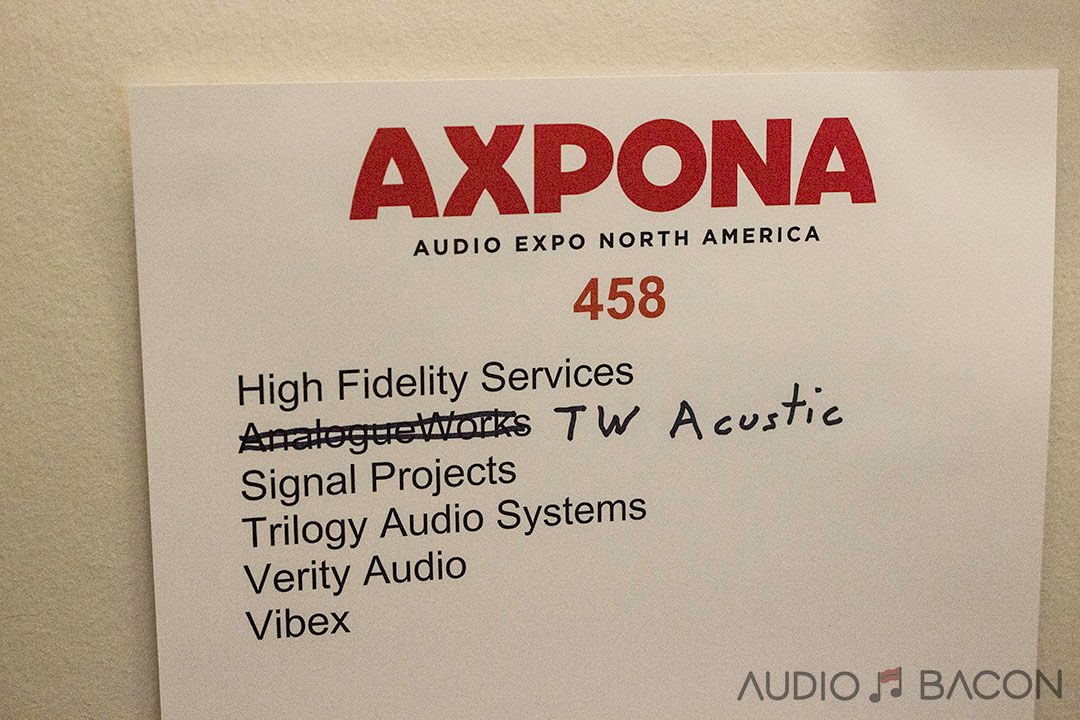 AXPONA
AUDIO EXPO NORTH AMERICA
458
High Fidelity Services
AnalogueWorks TW Acustic
Signal Projects
Trilogy Audio Systems
Verity Audio
Vibex
AUDIO BACON